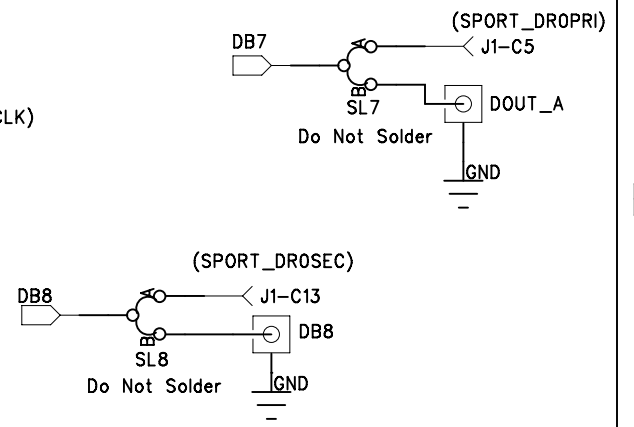 (SPORT_DR0PRI)
DB7
A
J1-C5
B
SL7
DOUT_A
Do Not Solder
GND
CLK)
(SPORT_DR0SEC)
DB8
A
J1-C13
B
SL8
DB8
Do Not Solder
GND